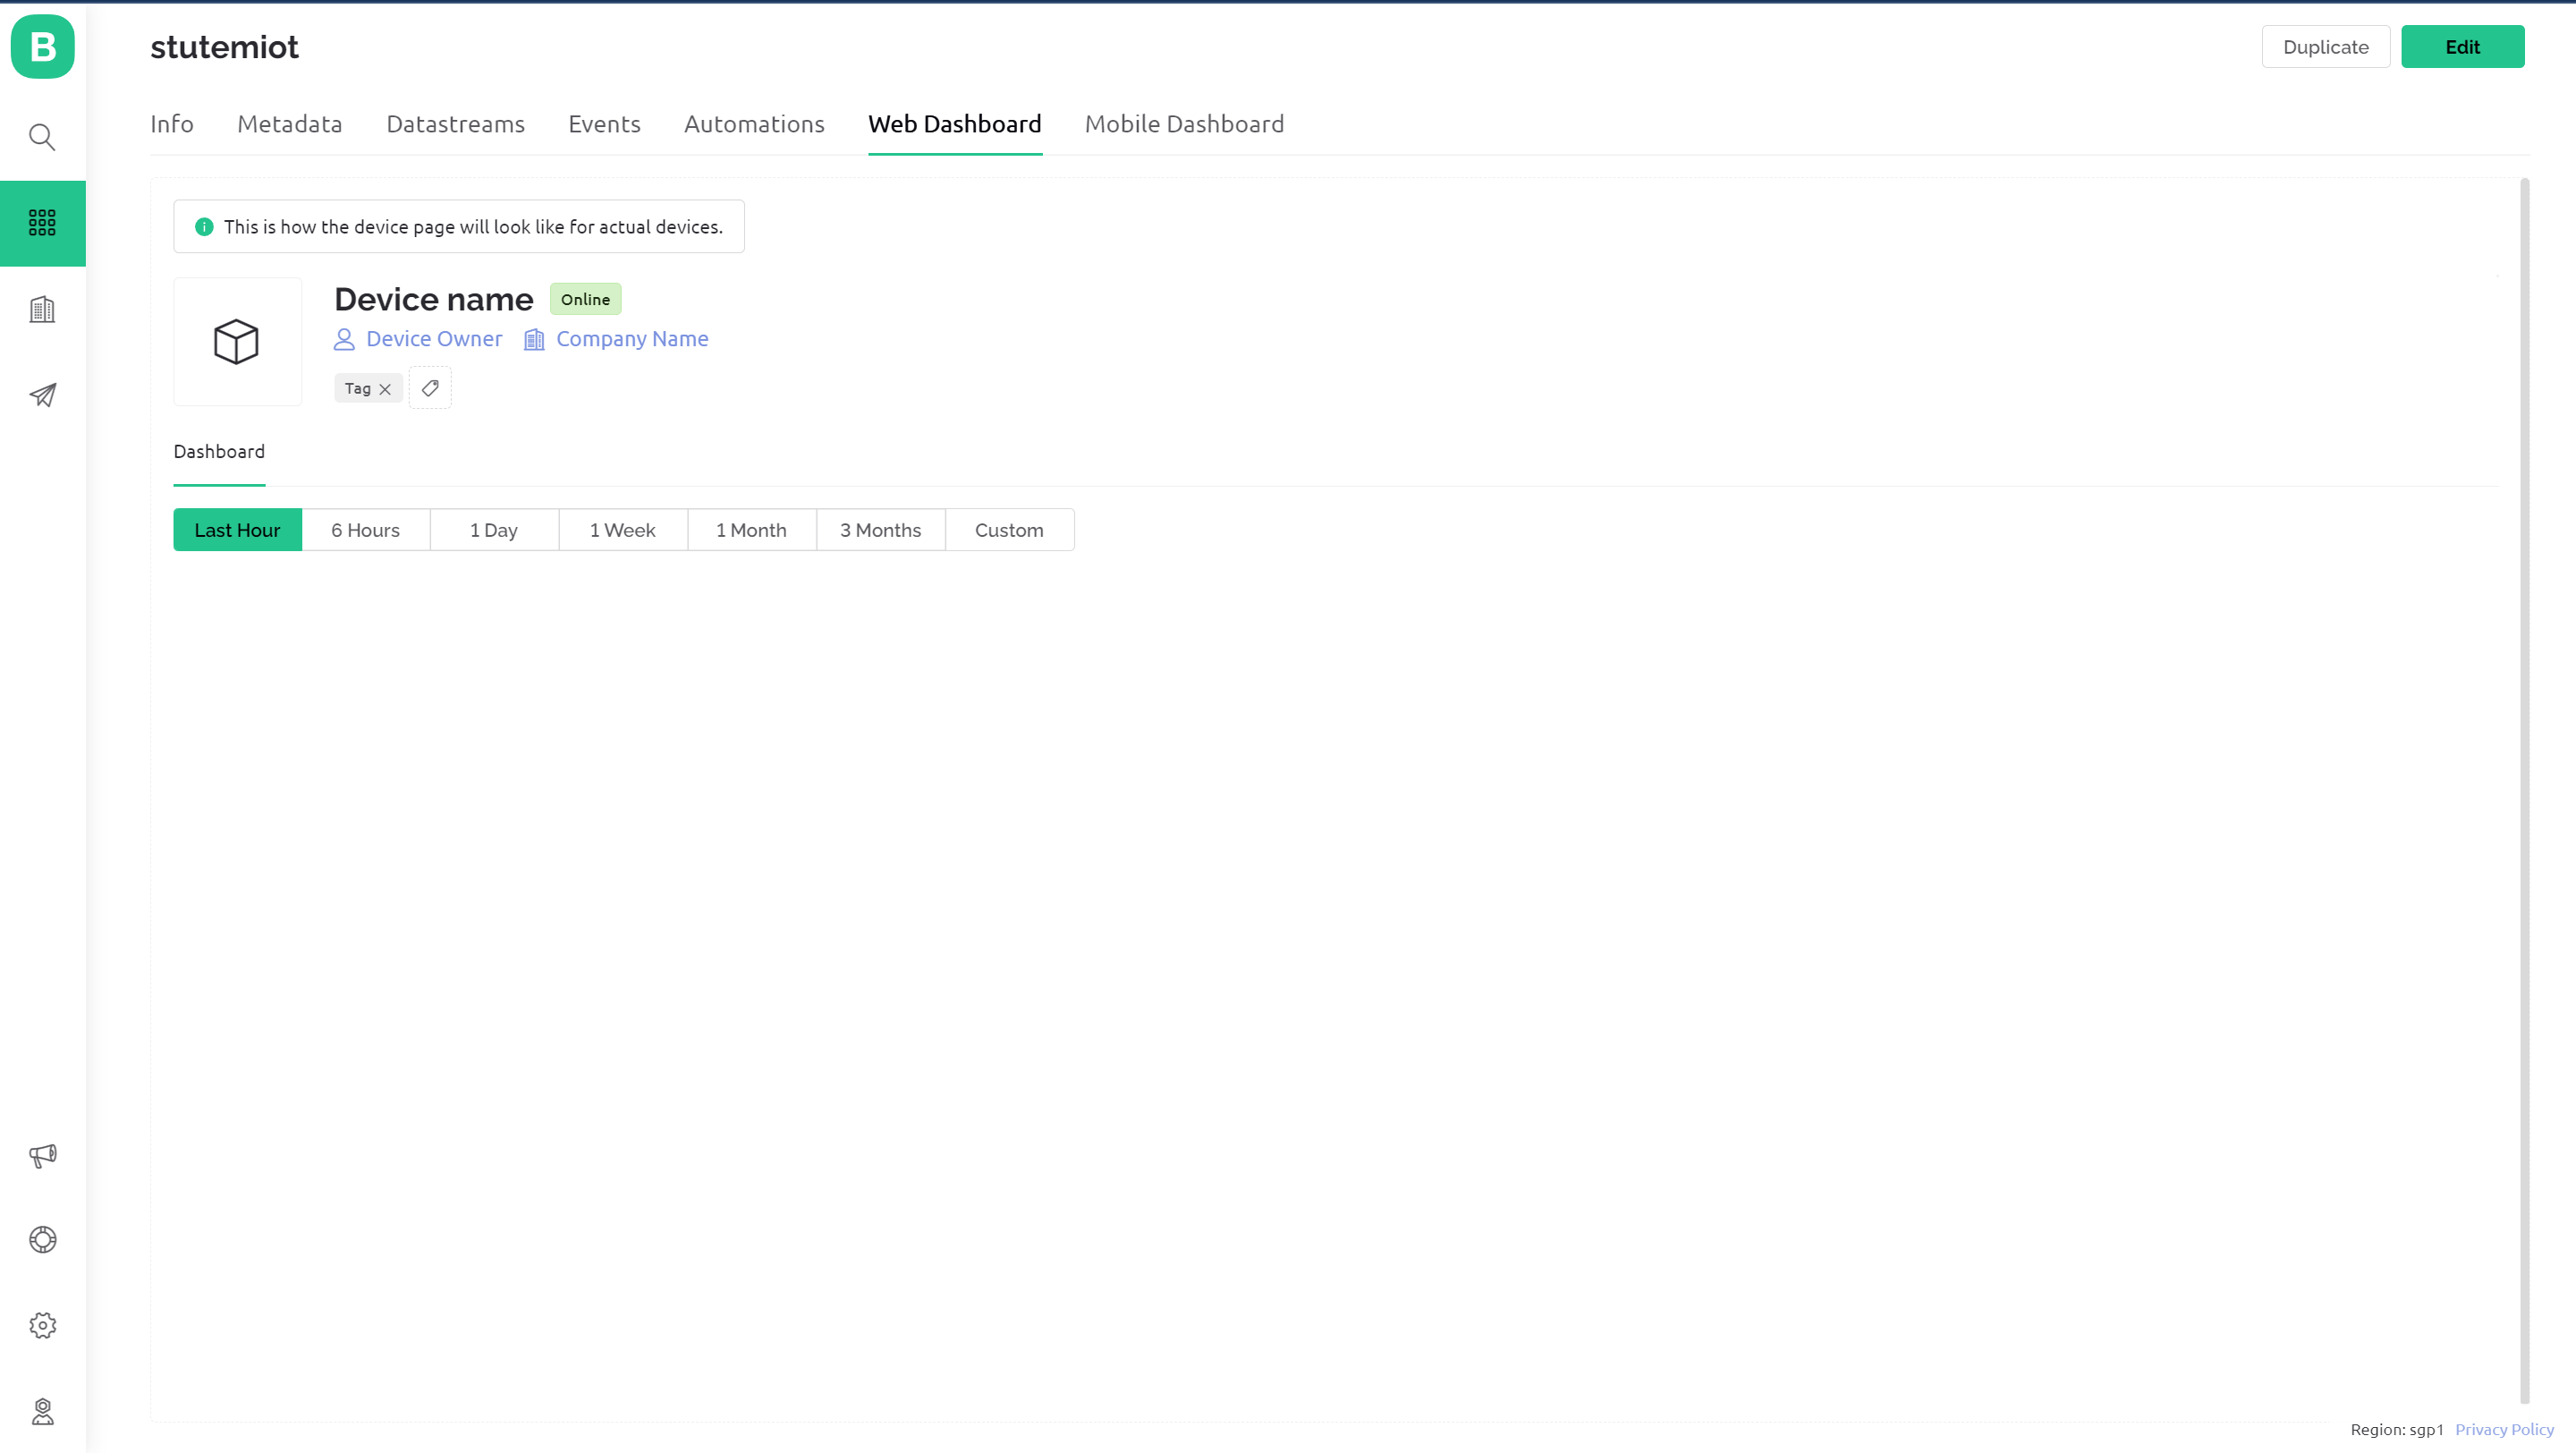 B
stutemiot
Duplicate
Edit
Info Metadata Datastreams Events Automations Web Dashboard Mobile Dashboard
This is how the device page will look like for actual devices.
Device name Online
Device Owner Company Name
Tag
Dashboard
Last Hour 6 Hours 1 Day 1 Week 1 Month 3 Months Custom
Region: sgp1 Privacy Policy